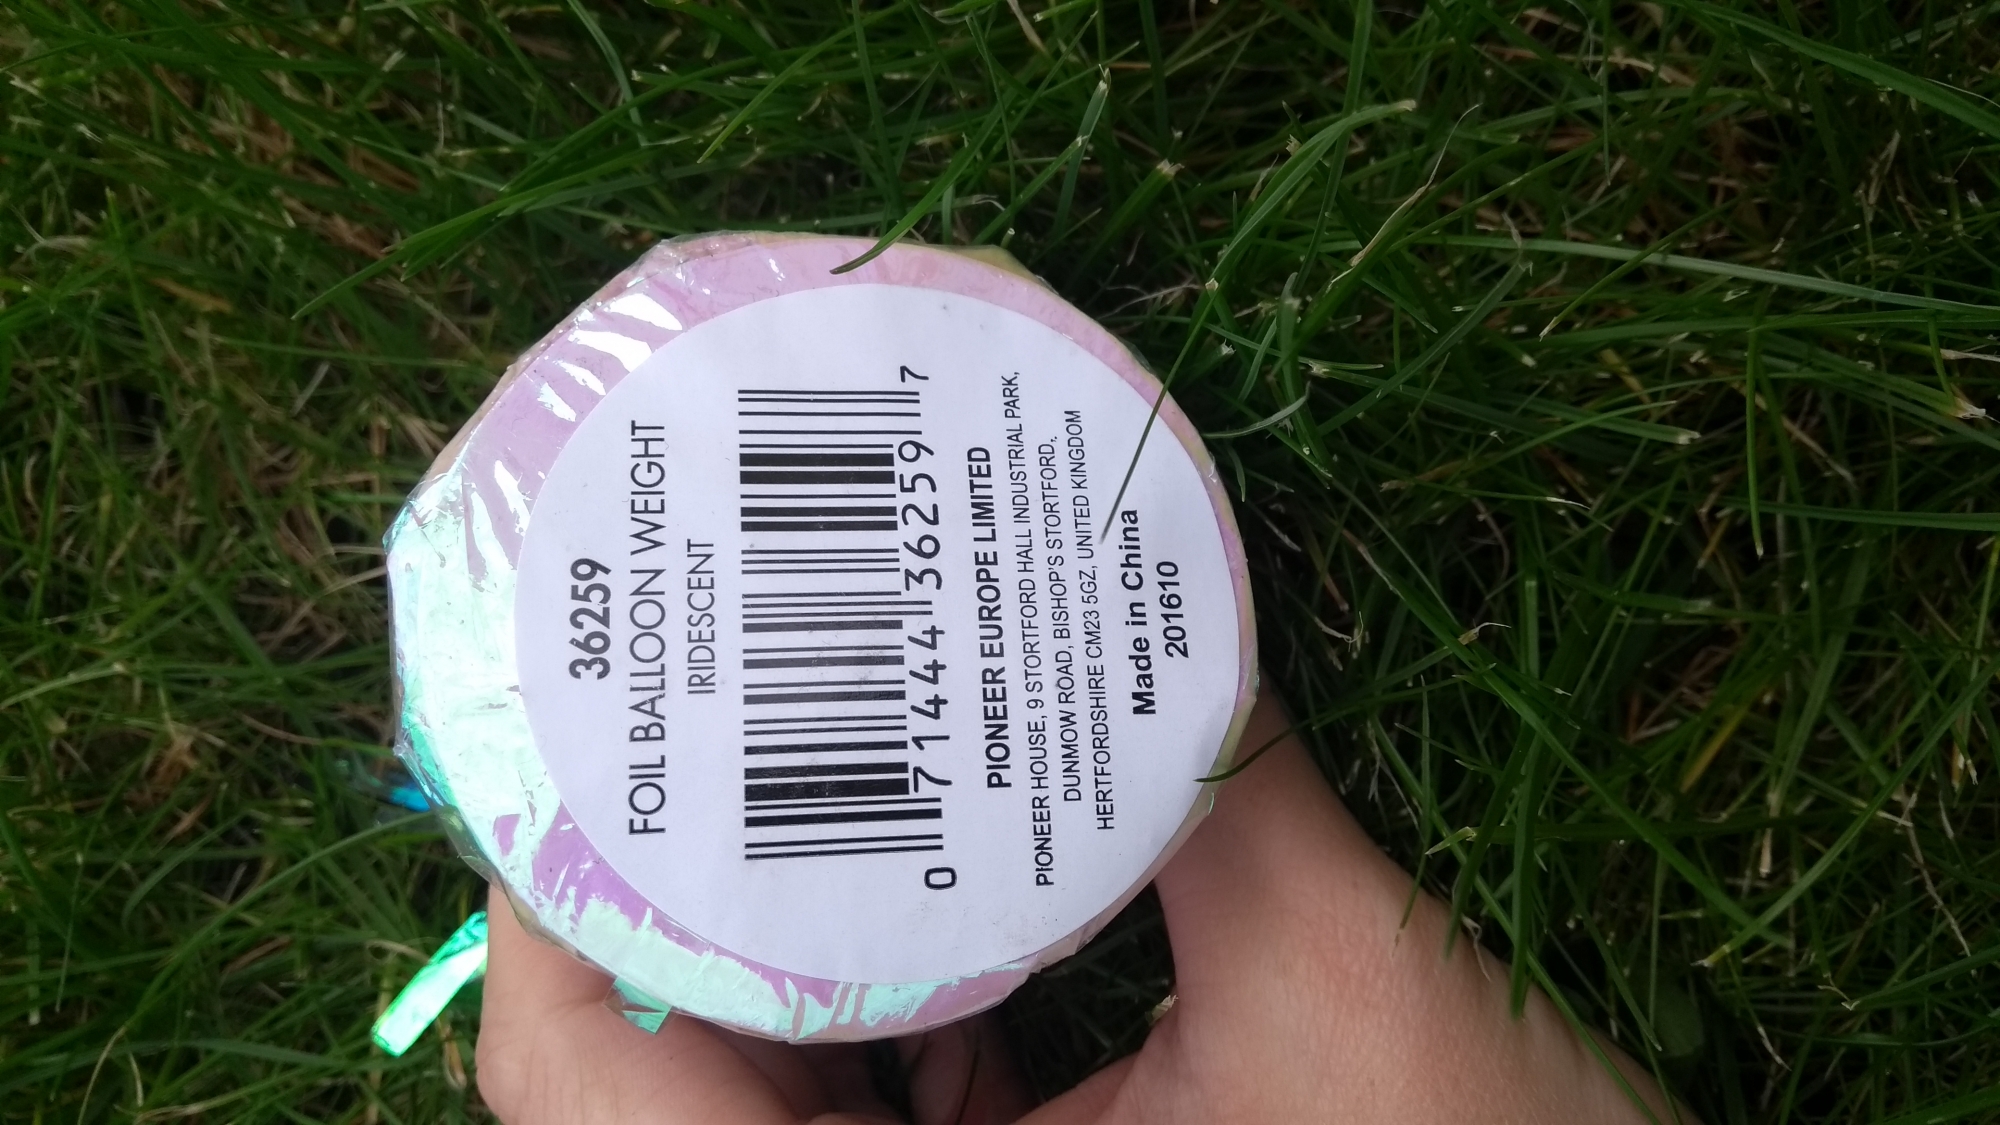 36259
FOIL BALLOON WEIGHT
IRIDESCENT
0 71444 36259 7
PIONEER EUROPE LIMITED
PIONEER HOUSE, 9 STORTFORD HALL INDUSTRIAL PARK,
DUNMOW ROAD, BISHOP'S STORTFORD,.
HERTFORDSHIRE CM23 5GZ, UNITED KINGDOM
Made in China
201610